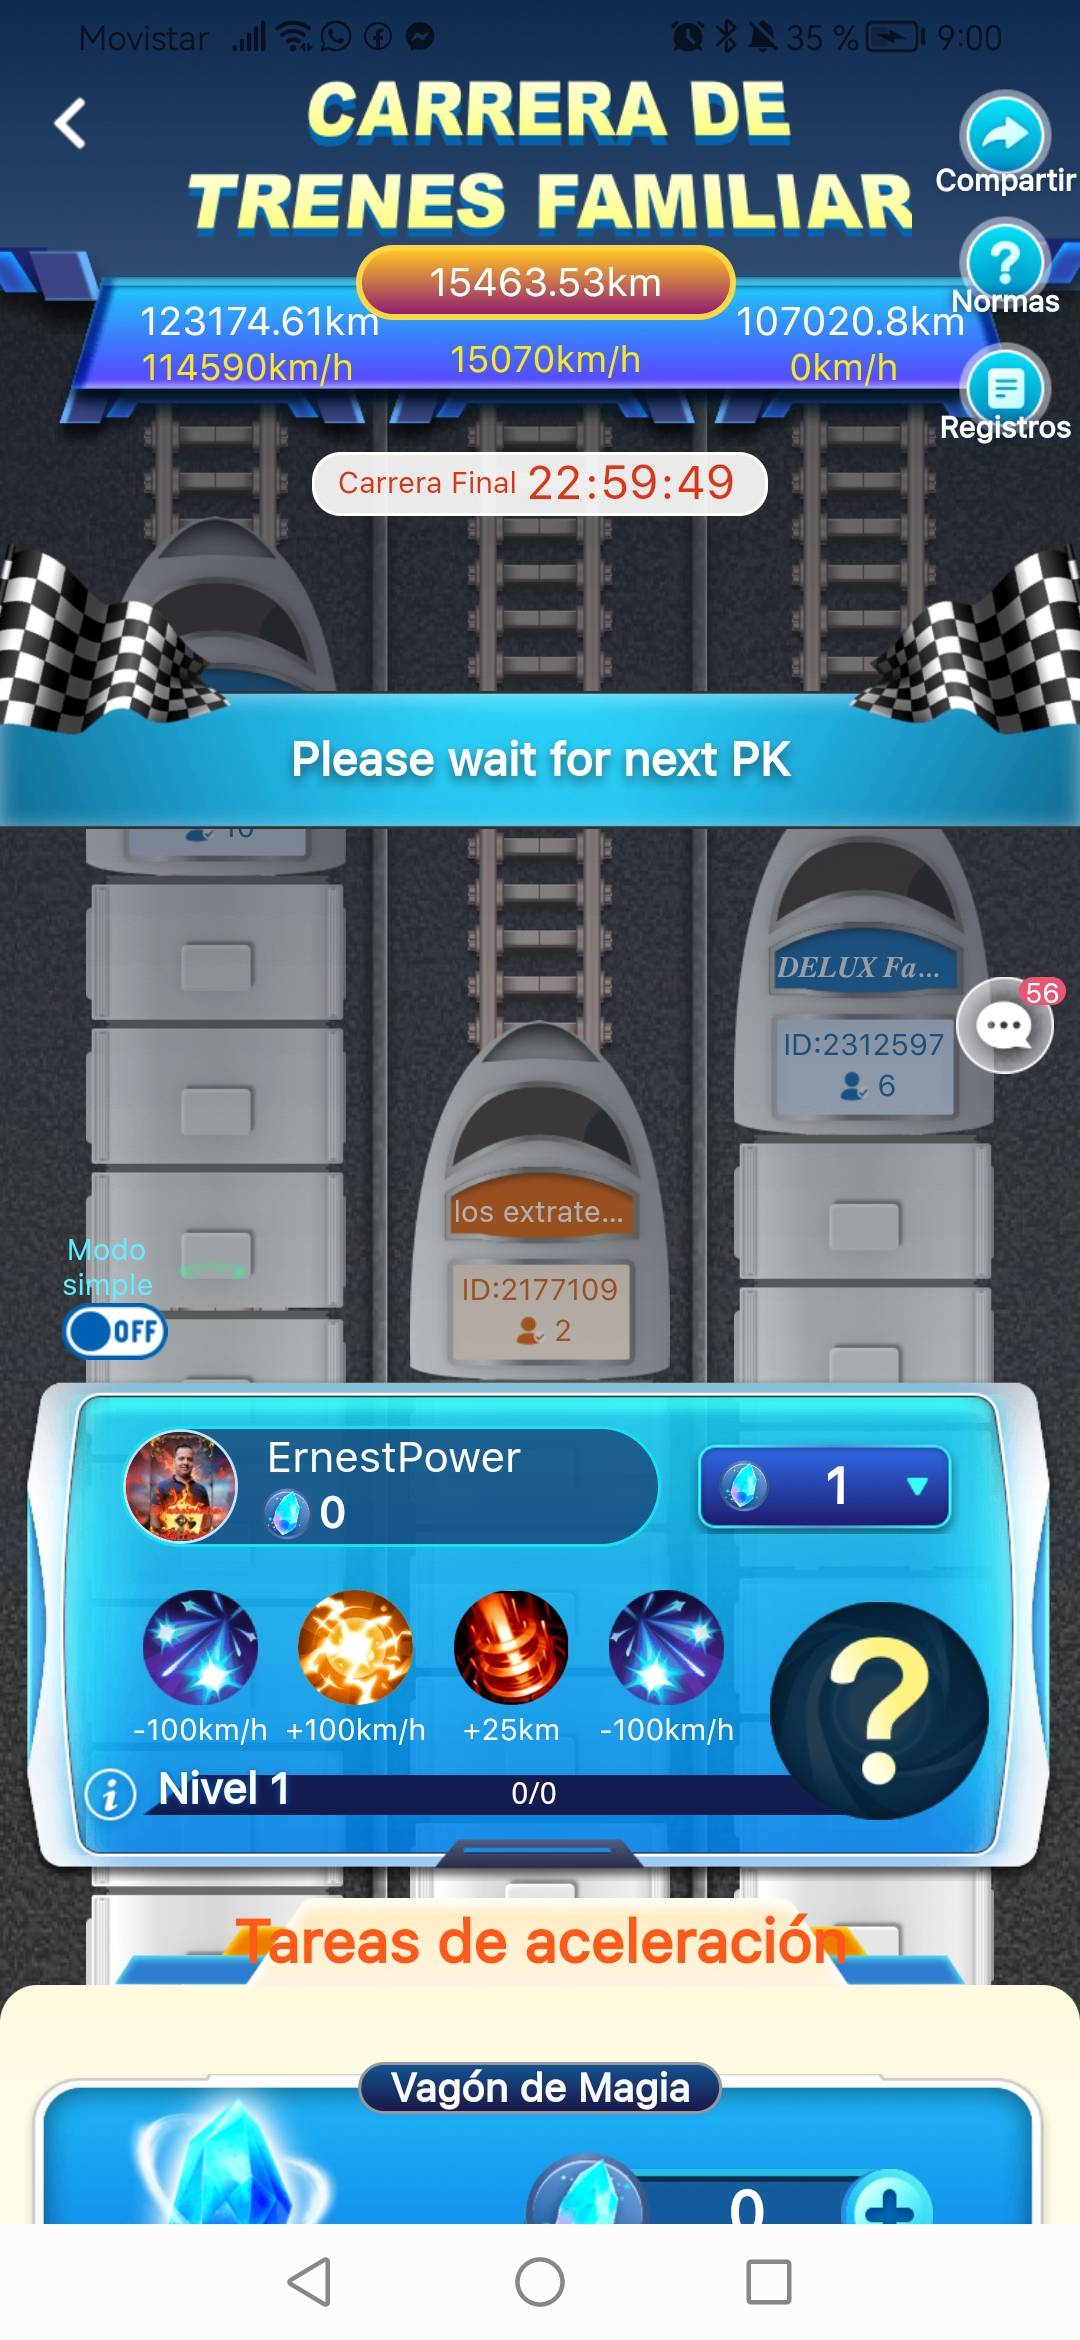 Movistar 35 % 9:00
CARRERA DE
TRENES FAMILIAR
Compartir
15463.53km
Normas
123174.61km
107020.8km
114590km/h
15070km/h
0km/h
Registros
Carrera Final 22:59:49
Please wait for next PK
10
DELUX Fa...
56
ID:2312597
6
los extrate...
Modo
simple
OFF
ID:2177109
2
ErnestPower
0
1
?
-100km/h
+100km/h
+25km
-100km/h
Nivel 1
0/0
Tareas de aceleración
Vagón de Magia
0